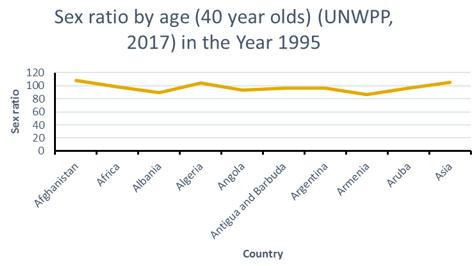 Sex ratio by age (40 year olds) (UNWPP,
2017) in the Year 1995
120
100
80
60
40
20
0
Sex ratio
Afghanistan
Africa
Albania
Algeria
Angola
Antigua and Barbuda
Argentina
Armenia
Aruba
Asia
Country